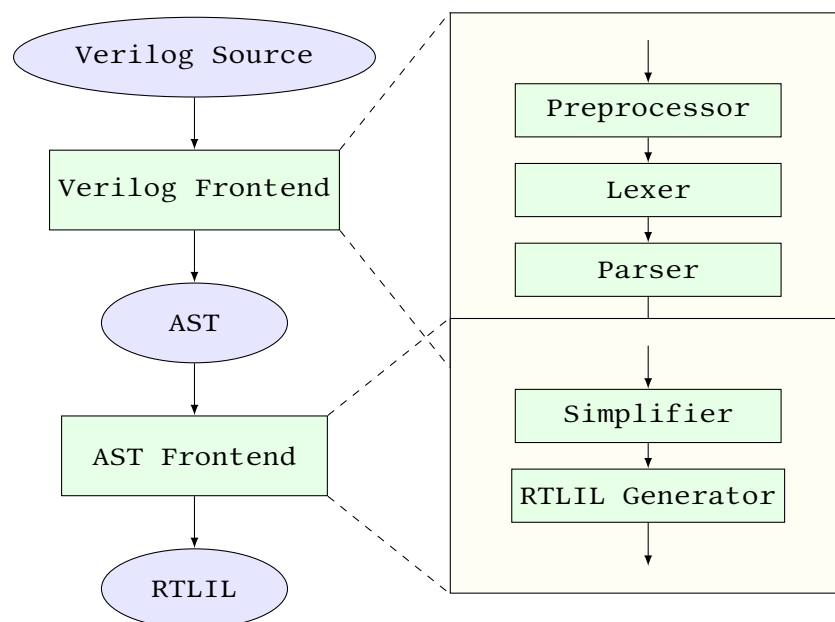 Verilog Source
Verilog Frontend
AST
AST Frontend
RTLIL
Preprocessor
Lexer
Parser
Simplifier
RTLIL Generator